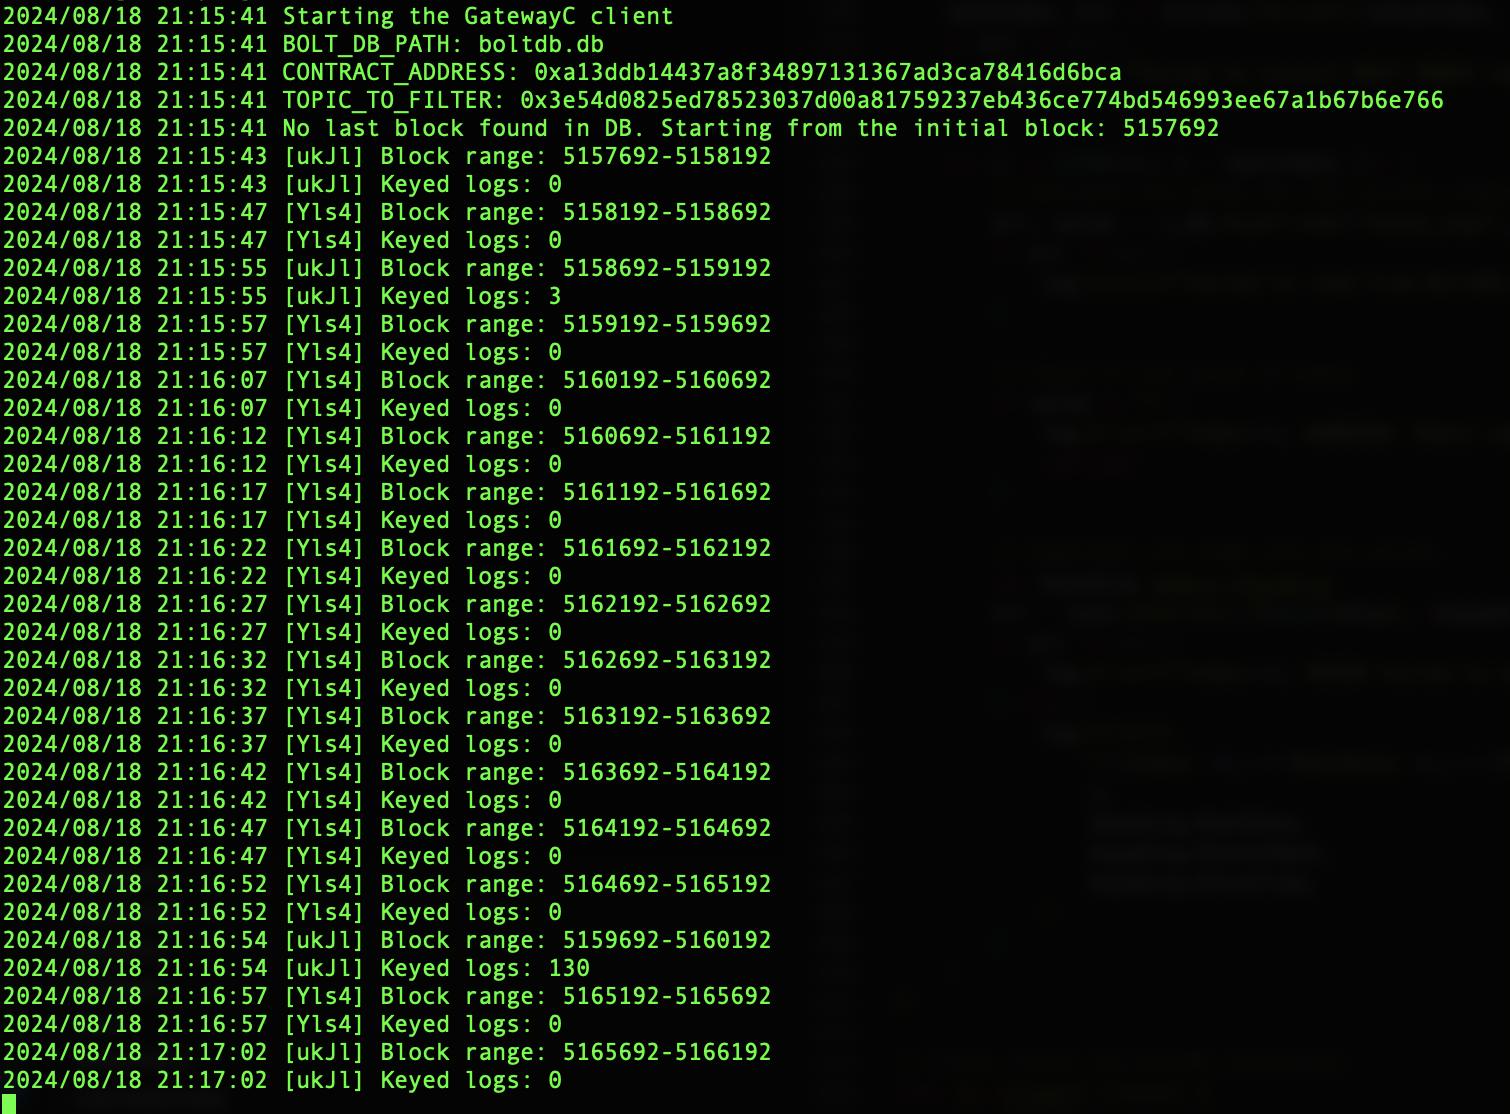 2024/08/18 21:15:41 Starting the GatewayC client
2024/08/18 21:15:41 BOLT_DB_PATH: boltdb.db
2024/08/18 21:15:41 CONTRACT_ADDRESS: 0xa13ddb14437a8f34897131367ad3ca78416d6bca
2024/08/18 21:15:41 TOPIC_TO_FILTER: 0x3e54d0825ed78523037d00a81759237eb436ce774bd546993ee67a1b67b6e766
2024/08/18 21:15:41 No last block found in DB. Starting from the initial block: 5157692
2024/08/18 21:15:43 [ukJl] Block range: 5157692-5158192
2024/08/18 21:15:43 [ukJl] Keyed logs: 0
2024/08/18 21:15:47 [Yls4] Block range: 5158192-5158692
2024/08/18 21:15:47 [Yls4] Keyed logs: 0
2024/08/18 21:15:55 [ukJl] Block range: 5158692-5159192
2024/08/18 21:15:55 [ukJl] Keyed logs: 3
2024/08/18 21:15:57 [Yls4] Block range: 5159192-5159692
2024/08/18 21:15:57 [Yls4] Keyed logs: 0
2024/08/18 21:16:07 [Yls4] Block range: 5160192-5160692
2024/08/18 21:16:07 [Yls4] Keyed logs: 0
2024/08/18 21:16:12 [Yls4] Block range: 5160692-5161192
2024/08/18 21:16:12 [Yls4] Keyed logs: 0
2024/08/18 21:16:17 [Yls4] Block range: 5161192-5161692
2024/08/18 21:16:17 [Yls4] Keyed logs: 0
2024/08/18 21:16:22 [Yls4] Block range: 5161692-5162192
2024/08/18 21:16:22 [Yls4] Keyed logs: 0
2024/08/18 21:16:27 [Yls4] Block range: 5162192-5162692
2024/08/18 21:16:27 [Yls4] Keyed logs: 0
2024/08/18 21:16:32 [Yls4] Block range: 5162692-5163192
2024/08/18 21:16:32 [Yls4] Keyed logs: 0
2024/08/18 21:16:37 [Yls4] Block range: 5163192-5163692
2024/08/18 21:16:37 [Yls4] Keyed logs: 0
2024/08/18 21:16:42 [Yls4] Block range: 5163692-5164192
2024/08/18 21:16:42 [Yls4] Keyed logs: 0
2024/08/18 21:16:47 [Yls4] Block range: 5164192-5164692
2024/08/18 21:16:47 [Yls4] Keyed logs: 0
2024/08/18 21:16:52 [Yls4] Block range: 5164692-5165192
2024/08/18 21:16:52 [Yls4] Keyed logs: 0
2024/08/18 21:16:54 [ukJl] Block range: 5159692-5160192
2024/08/18 21:16:54 [ukJl] Keyed logs: 130
2024/08/18 21:16:57 [Yls4] Block range: 5165192-5165692
2024/08/18 21:16:57 [Yls4] Keyed logs: 0
2024/08/18 21:17:02 [ukJl] Block range: 5165692-5166192
2024/08/18 21:17:02 [ukJl] Keyed logs: 0